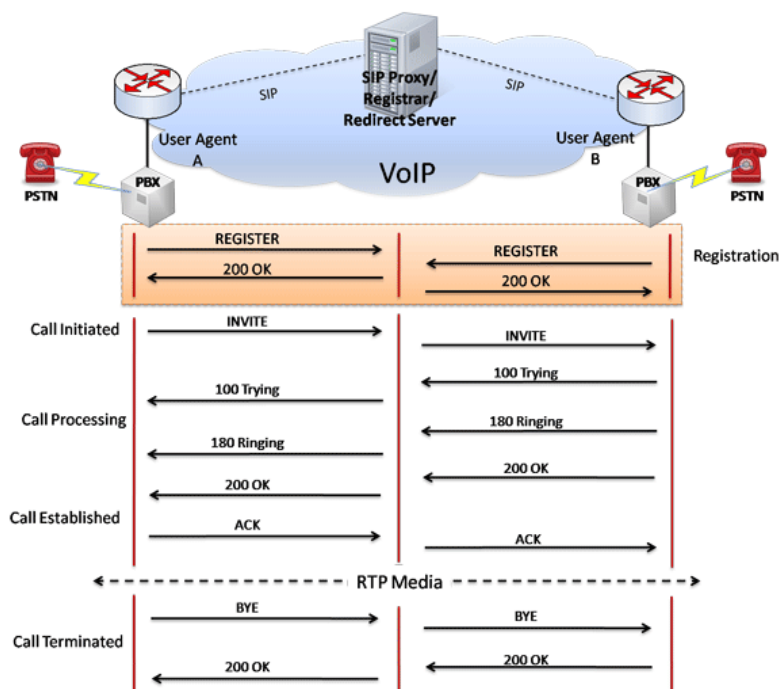 SIP Proxy/
Registrar/
Redirect Server
SIP
SIP
User Agent
A
User Agent
B
VoIP
PSTN
PBX
PBX
PSTN
REGISTER
200 OK
REGISTER
200 OK
Registration
Call Initiated
INVITE
INVITE
100 Trying
100 Trying
Call Processing
180 Ringing
180 Ringing
200 OK
200 OK
Call Established
ACK
ACK
RTP Media
BYE
BYE
Call Terminated
200 OK
200 OK